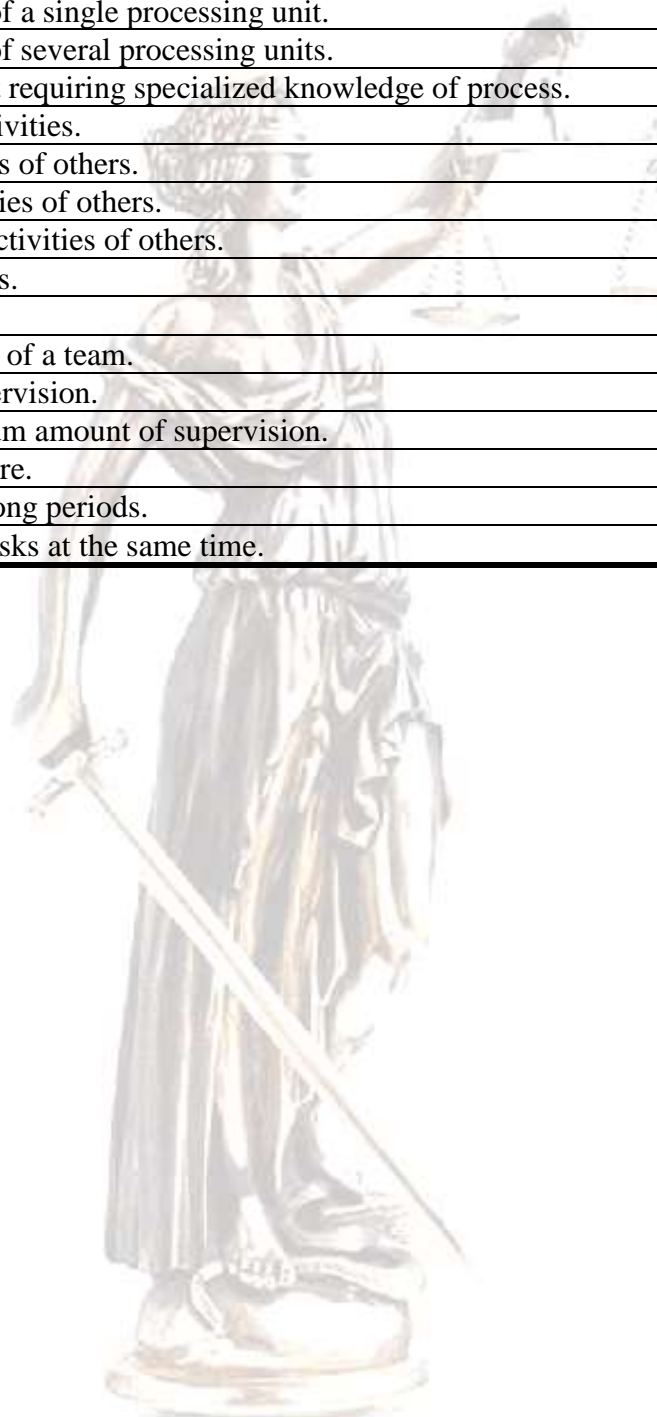 f a single processing unit.
of several processing units.
requiring specialized knowledge of process.
ivities.
s of others.
ies of others.
ctivities of others.
s.
of a team.
rvision.
m amount of supervision.
re.
ong periods.
sks at the same time.